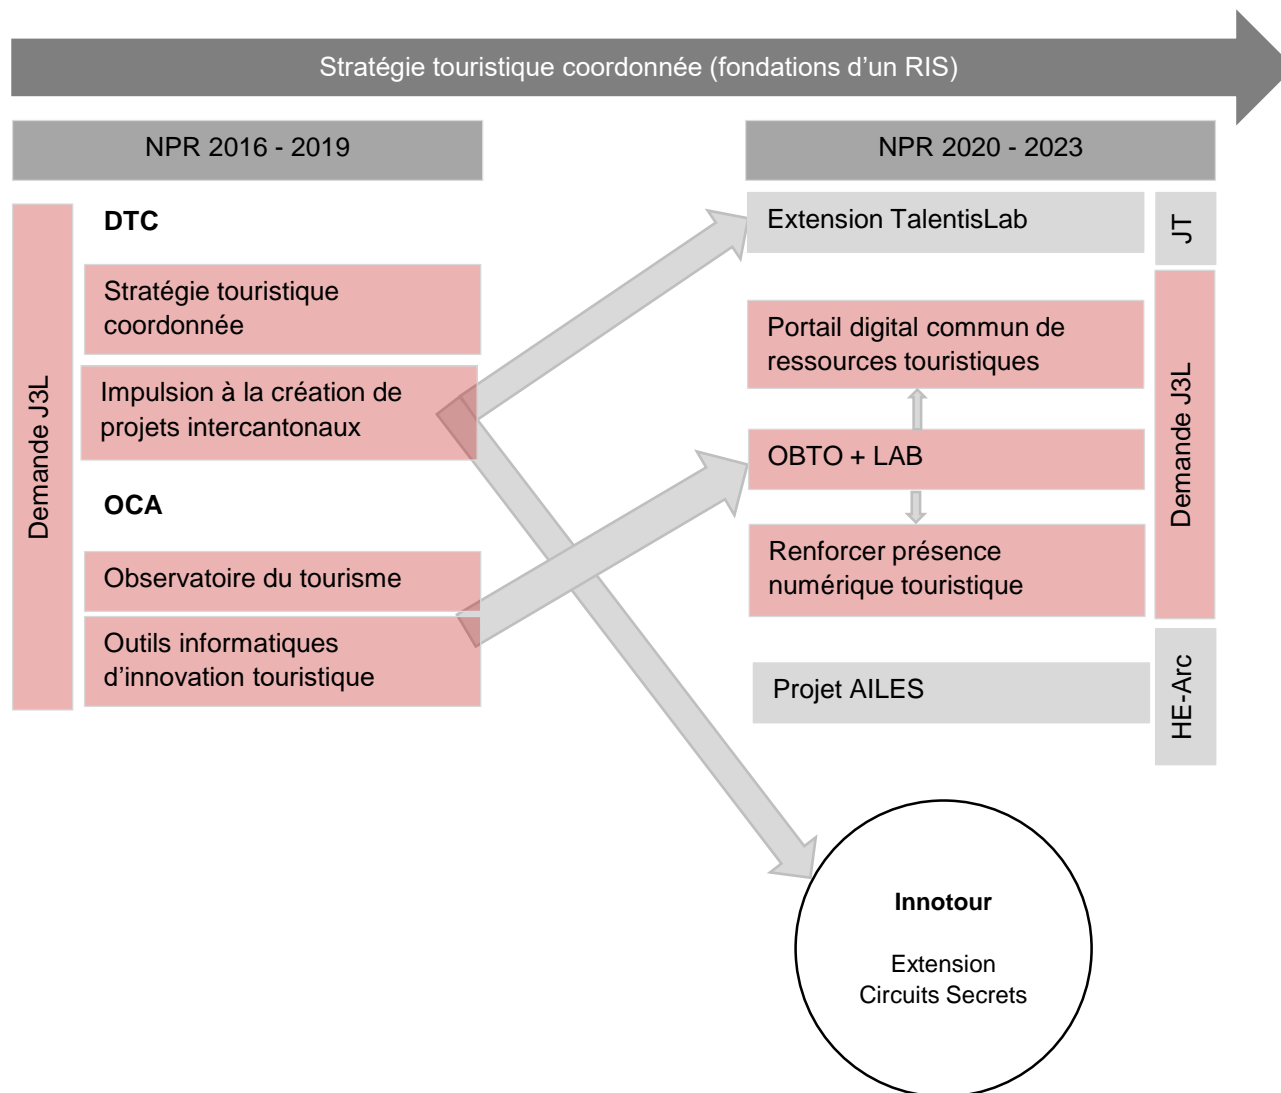 Stratégie touristique coordonnée (fondations d’un RIS)
NPR 2016 - 2019
Demande J3L
DTC
Stratégie touristique
coordonnée
Impulsion à la création de
projets intercantonaux
OCA
Observatoire du tourisme
Outils informatiques
d’innovation touristique
NPR 2020 - 2023
Extension TalentisLab
JT
Portail digital commun de
ressources touristiques
OBTO + LAB
Renforcer présence
numérique touristique
Demande J3L
Projet AILES
HE-Arc
Innotour
Extension
Circuits Secrets